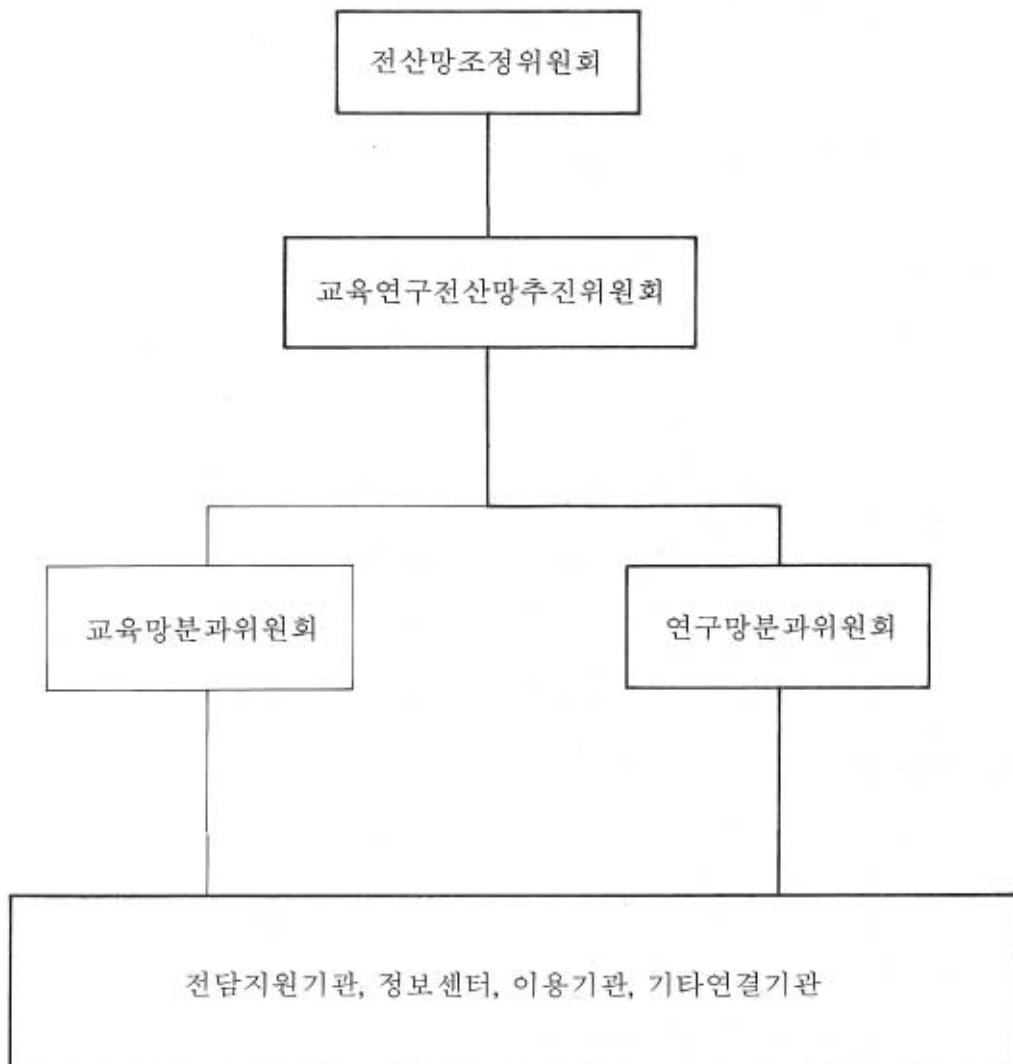 전산망조정위원회
교육연구전산망추진위원회
교육망분과위원회
연구망분과위원회
전담지원기관, 정보센터, 이용기관, 기타연결기관